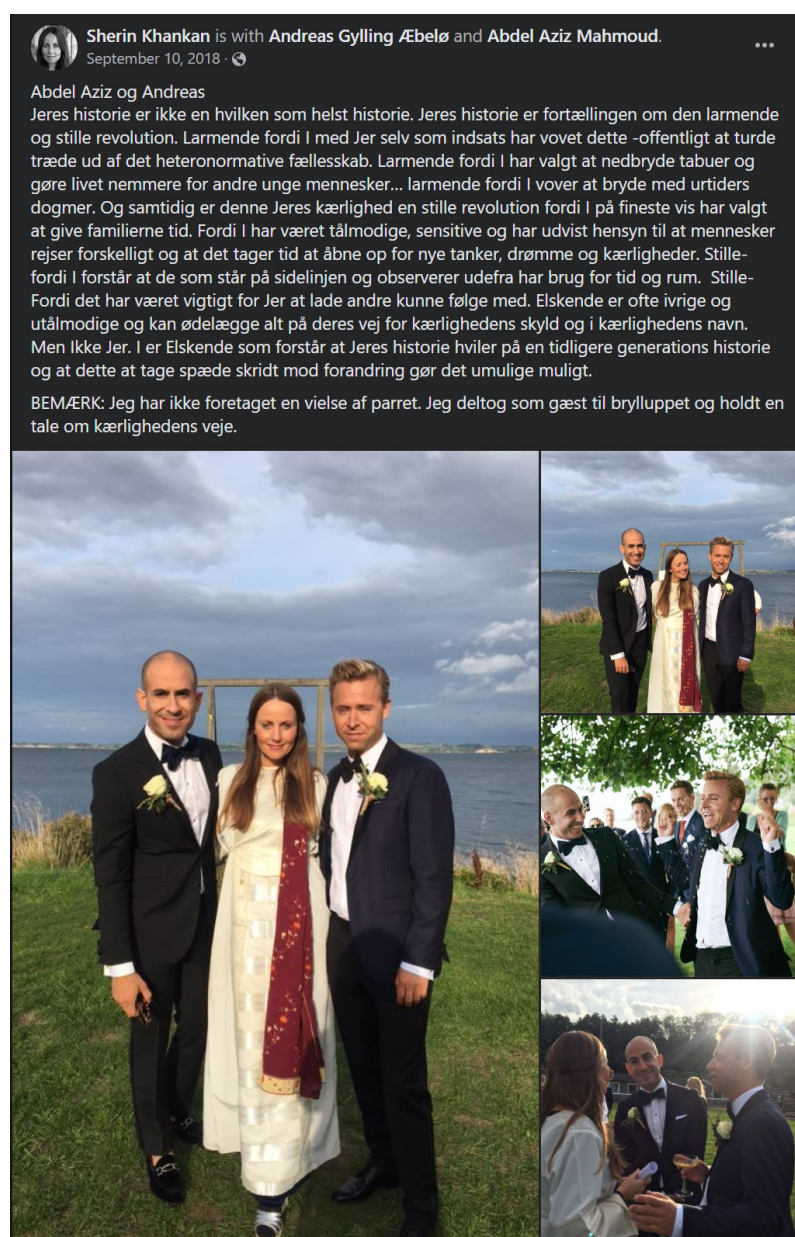 Sherin Khankan is with Andreas Gylling Æbelø and Abdel Aziz Mahmoud.
September 10, 2018 ·
Abdel Aziz og Andreas
Jeres historie er ikke en hvilken som helst historie. Jeres historie er fortællingen om den larmende
og stille revolution. Larmende fordi I med Jer selv som indsats har vovet dette -offentligt at turde
træde ud af det heteronormative fællesskab. Larmende fordi I har valgt at nedbryde tabuer og
gøre livet nemmere for andre unge mennesker... larmende fordi I vover at bryde med urtiders
dogmer. Og samtidig er denne Jeres kærlighed en stille revolution fordi I på fineste vis har valgt
at give familierne tid. Fordi I har været tålmodige, sensitive og har udvist hensyn til at mennesker
rejser forskelligt og at det tager tid at åbne op for nye tanker, drømme og kærligheder. Stille-
fordi I forstår at de som står på sidelinjen og observerer udefra har brug for tid og rum.  Stille-
Fordi det har været vigtigt for Jer at lade andre kunne følge med. Elskende er ofte ivrige og
utålmodige og kan ødelægge alt på deres vej for kærlighedens skyld og i kærlighedens navn.
Men Ikke Jer. I er Elskende som forstår at Jeres historie hviler på en tidligere generations historie
og at dette at tage spæde skridt mod forandring gør det umulige muligt.
BEMÆRK: Jeg har ikke foretaget en vielse af parret. Jeg deltog som gæst til brylluppet og holdt en
tale om kærlighedens veje.